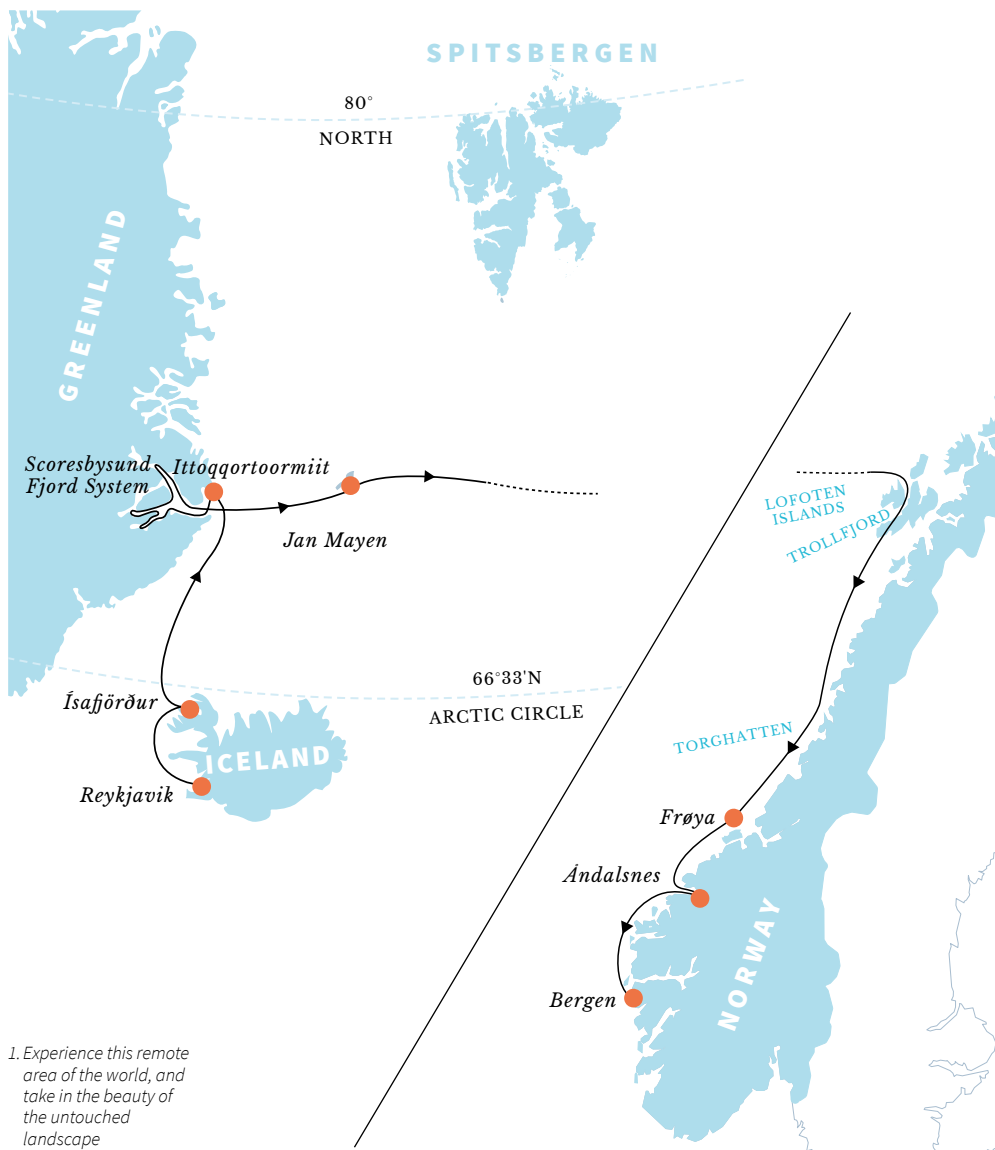 SPITSBERGEN
80°
NORTH
GREENLAND
Scoresbysund
Fjord System
Ittoqqortoormiit
Jan Mayen
LOFOTEN
ISLANDS
TROLLFJORD
66°33'N
ARCTIC CIRCLE
Ísafjörður
ICELAND
Reykjavik
TORGHATTEN
Frøya
Ándalsnes
NORWAY
Bergen
1. Experience this remote
area of the world, and
take in the beauty of
the untouched
landscape